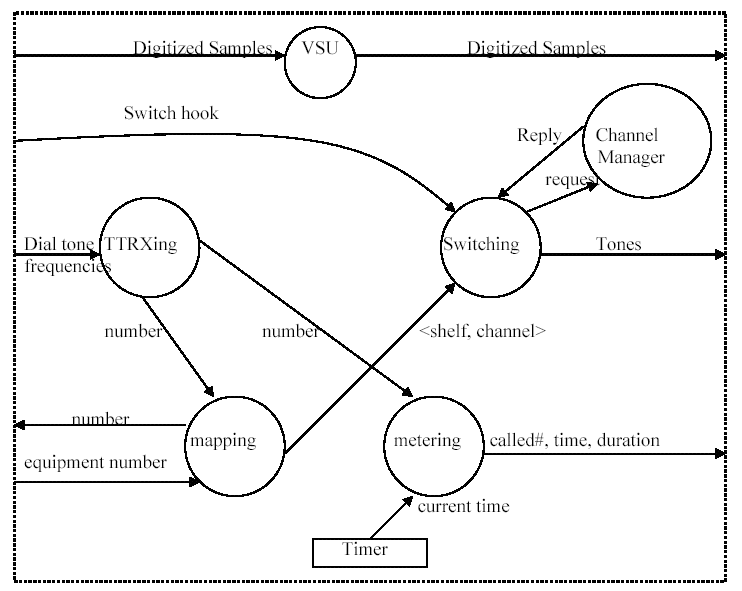 Digitized Samples
VSU
Digitized Samples
Switch hook
Reply
Channel
Manager
request
Dial tone
frequencies
TTRXing
Switching
Tones
number
number
<shelf, channel>
number
mapping
metering
called#, time, duration
equipment number
current time
Timer